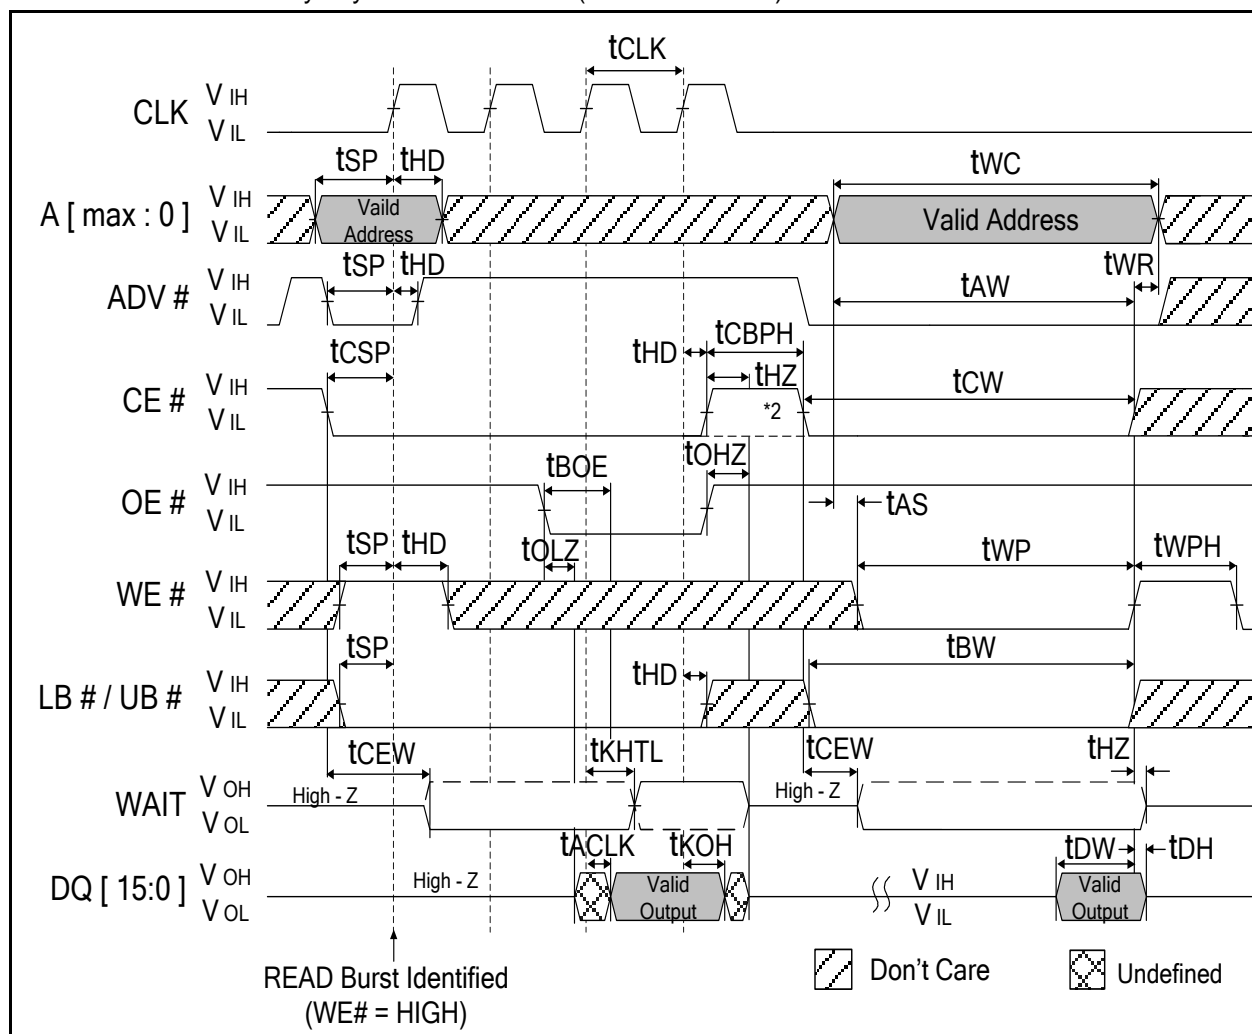 tCLK
CLK
V IH
V IL
tSP tHD
tWC
A [ max : 0 ]
V IH
V IL
Vaild
Address
Valid Address
tSP tHD
tWR
ADV #
V IH
V IL
tAW
tCBPH
tHD
tCSP
tHZ
CE #
V IH
V IL
*2
tCW
tBOE
tOHZ
OE #
V IH
V IL
tAS
tOLZ
tSP tHD
tWP
tWPH
WE #
V IH
V IL
tSP
tHD
tBW
LB # / UB #
V IH
V IL
tCEW
tKHTL
tCEW
tHZ
WAIT
V OH
V OL
High - Z
High - Z
tACLK
tKOH
tDW
tDH
DQ [ 15:0 ]
V OH
V OL
High - Z
Valid
Output
V IH
V IL
Valid
Output
READ Burst Identified
(WE# = HIGH)
Don't Care
Undefined